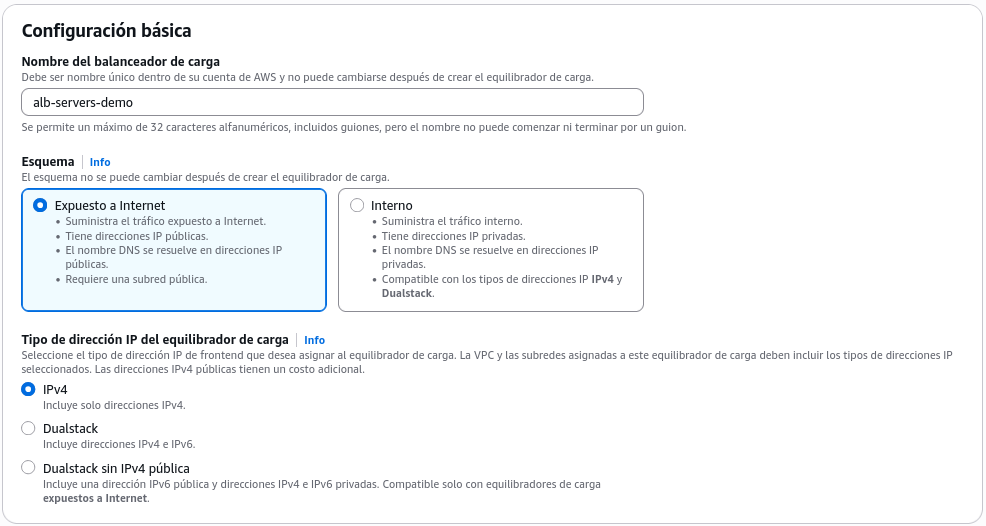 Configuración básica
Nombre del balanceador de carga
Debe ser nombre único dentro de su cuenta de AWS y no puede cambiarse después de crear el equilibrador de carga.
alb-servers-demo
Se permite un máximo de 32 caracteres alfanuméricos, incluidos guiones, pero el nombre no puede comenzar ni terminar por un guion.
Esquema | Info
El esquema no se puede cambiar después de crear el equilibrador de carga.
Expuesto a Internet
• Suministra el tráfico expuesto a Internet.
• Tiene direcciones IP públicas.
• El nombre DNS se resuelve en direcciones IP
públicas.
• Requiere una subred pública.
Interno
• Suministra el tráfico interno.
• Tiene direcciones IP privadas.
• El nombre DNS se resuelve en direcciones IP
privadas.
• Compatible con los tipos de direcciones IP IPv4 y
Dualstack.
Tipo de dirección IP del equilibrador de carga | Info
Seleccione el tipo de dirección IP de frontend que desea asignar al equilibrador de carga. La VPC y las subredes asignadas a este equilibrador de carga deben incluir los tipos de direcciones IP
seleccionados. Las direcciones IPv4 públicas tienen un costo adicional.
IPv4
Incluye solo direcciones IPv4.
Dualstack
Incluye direcciones IPv4 e IPv6.
Dualstack sin IPv4 pública
Incluye una dirección IPv6 pública y direcciones IPv4 e IPv6 privadas. Compatible solo con equilibradores de carga
expuestos a Internet.